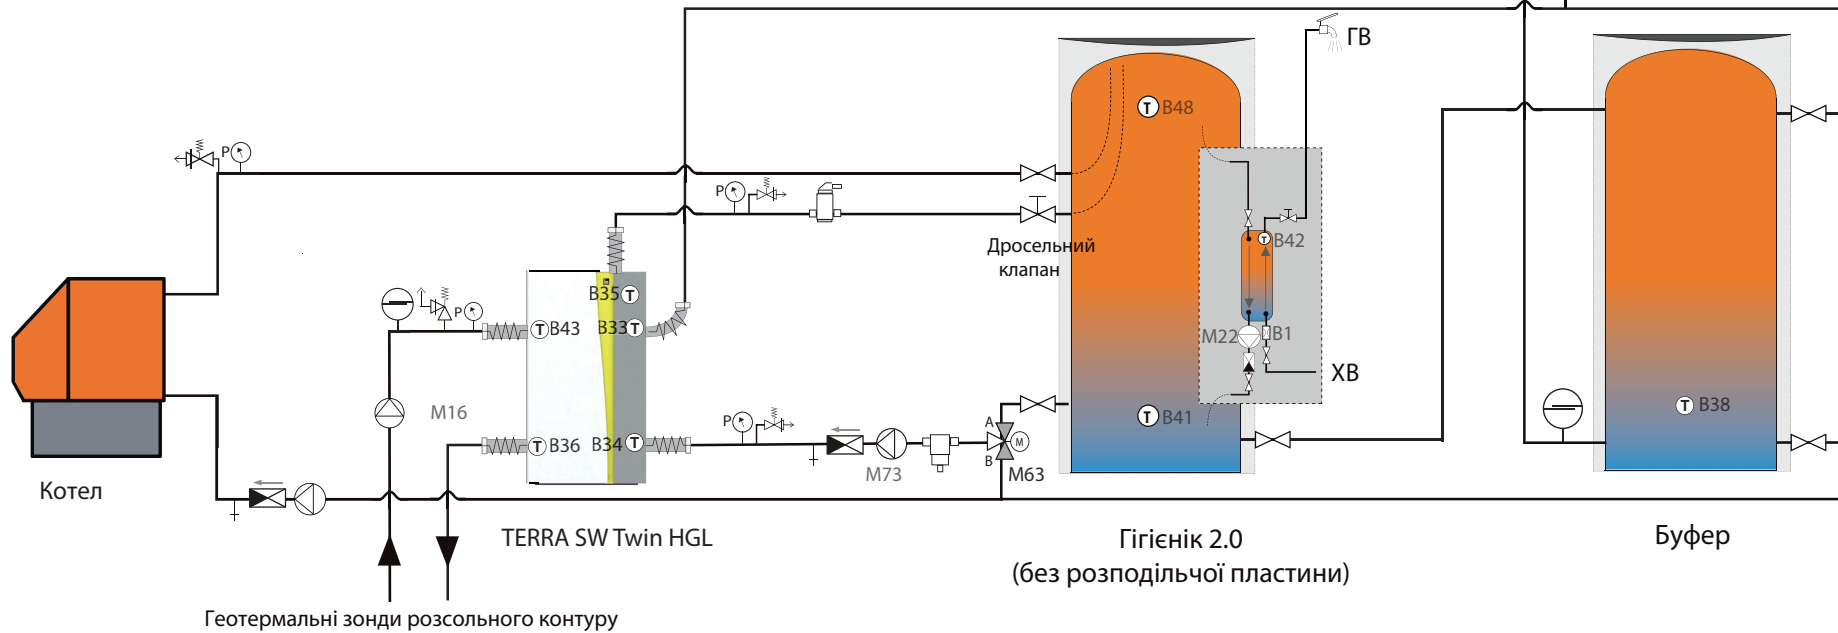 ГВ
B48
P
P
B42
Дросельний
клапан
B35
P
B43
B33
M22
B1
ХВ
M16
A
B41
B38
P
B36
B34
M
B
M73
M63
Котел
TERRA SW Twin HGL
Гігієнік 2.0
(без розподільчої пластини)
Буфер
Геотермальні зонди розсольного контуру
T
T
T
T
T
T
T
T
T